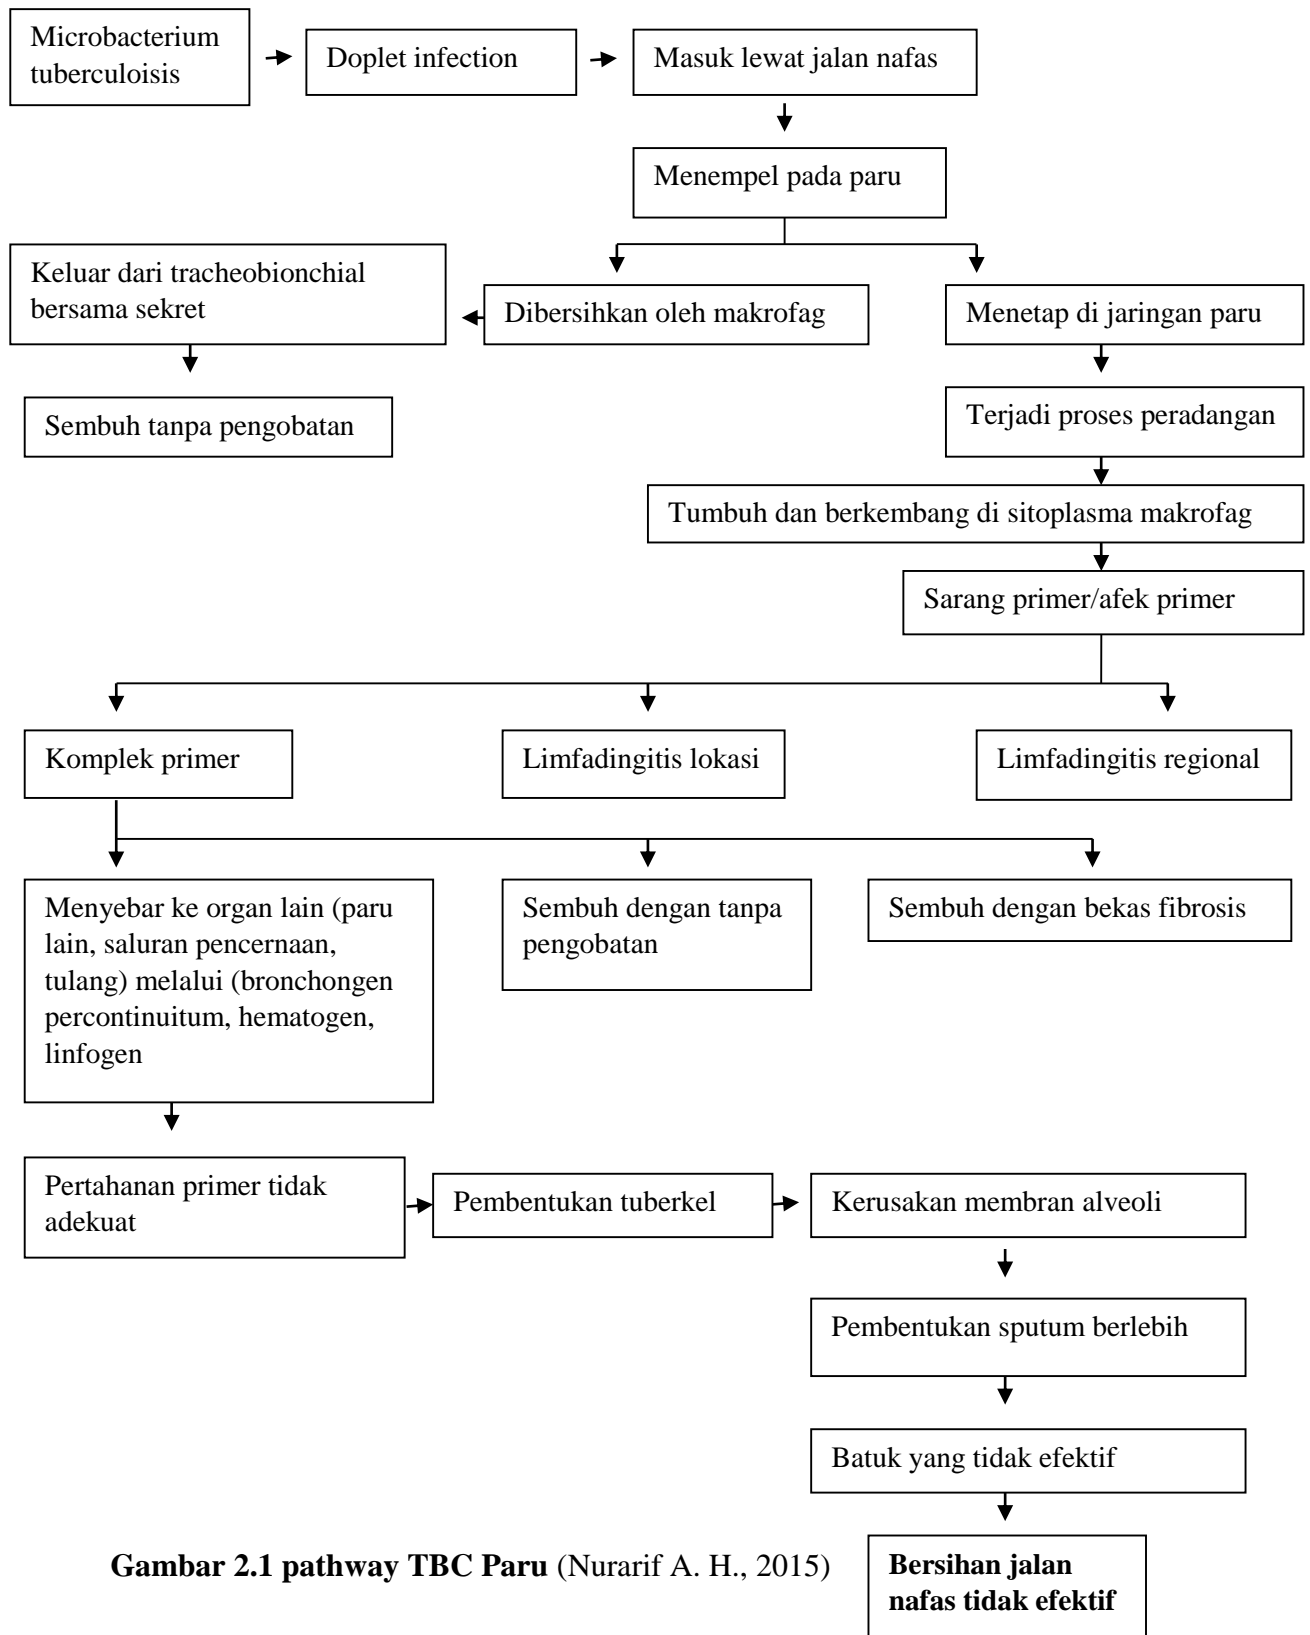 Microbacterium
tuberculoisis
Doplet infection
Masuk lewat jalan nafas
Menempel pada paru
Keluar dari tracheobionchial
bersama sekret
Dibersihkan oleh makrofag
Menetap di jaringan paru
Sembuh tanpa pengobatan
Terjadi proses peradangan
Tumbuh dan berkembang di sitoplasma makrofag
Sarang primer/afek primer
Komplek primer
Limfadingitis lokasi
Limfadingitis regional
Menyebar ke organ lain (paru
lain, saluran pencernaan,
tulang) melalui (bronchongen
percontinuitum, hematogen,
linfogen
Sembuh dengan tanpa
pengobatan
Sembuh dengan bekas fibrosis
Pertahanan primer tidak
adekuat
Pembentukan tuberkel
Kerusakan membran alveoli
Pembentukan sputum berlebih
Batuk yang tidak efektif
Gambar 2.1 pathway TBC Paru (Nurarif A. H., 2015)
Bersihan jalan
nafas tidak efektif